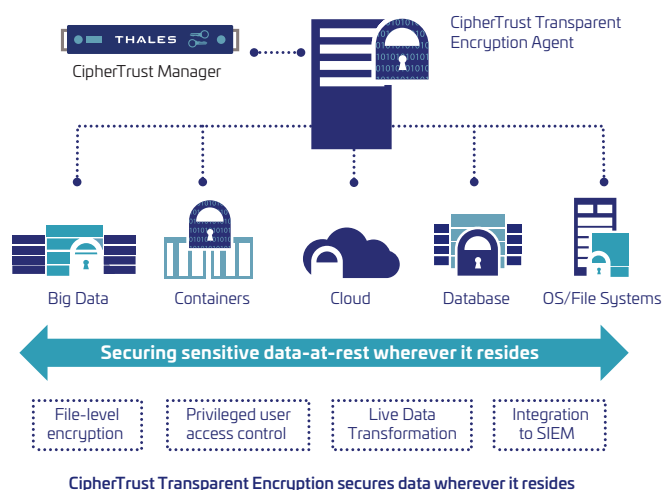 THALES
CipherTrust Manager
CipherTrust Transparent
Encryption Agent
Big Data
Containers
Cloud
Database
OS/File Systems
Securing sensitive data-at-rest wherever it resides
File-level
encryption
Privileged user
access control
Live Data
Transformation
Integration
to SIEM
CipherTrust Transparent Encryption secures data wherever it resides